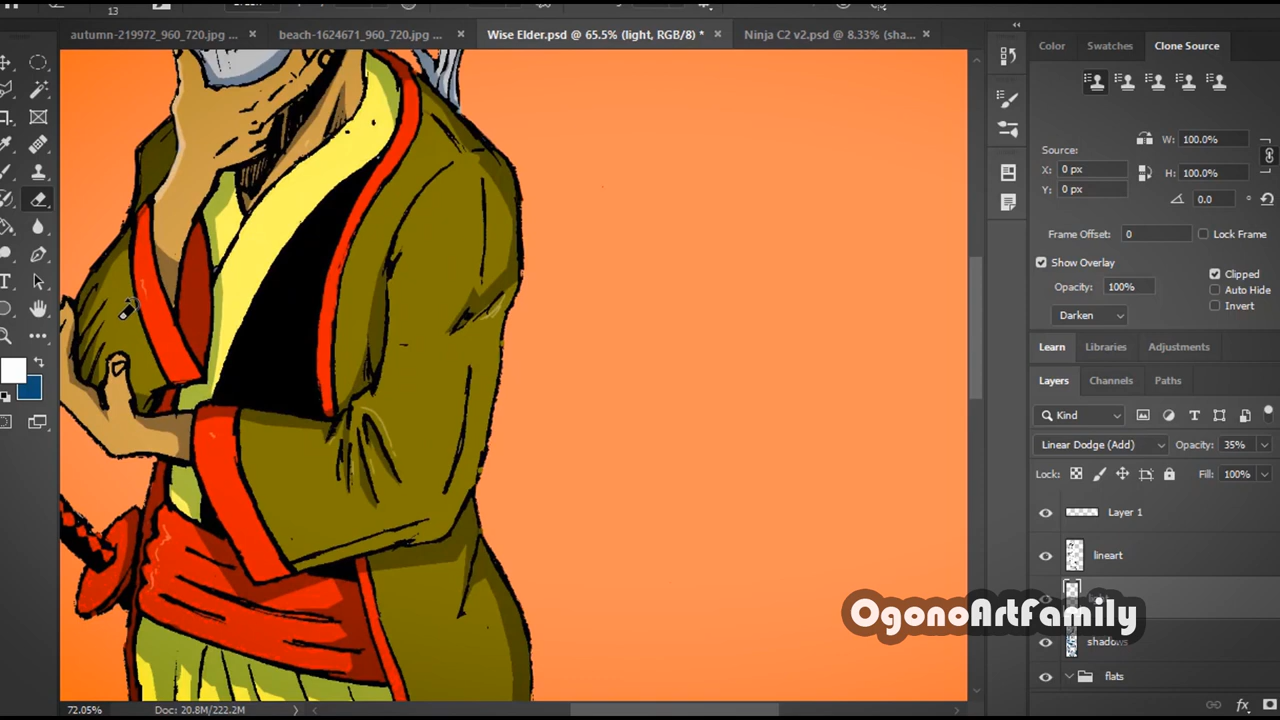 13
autumn-219972_960_720.jpg ... ×
beach-1624671_960_720.jpg ... ×
Wise Elder.psd @ 65.5% (light, RGB/8) * ×
Ninja C2 v2.psd @ 8.33% (sha... ×
Color Swatches Clone Source
Source:
W: 100.0%
X: 0 px
H: 100.0%
Y: 0 px
0.0 °
Frame Offset: 0 Lock Frame
Show Overlay
Clipped
Opacity: 100%
Auto Hide
Invert
Darken
Learn Libraries Adjustments
Layers Channels Paths
Kind
Linear Dodge (Add) Opacity: 35%
Lock: Fill: 100%
Layer 1
lineart
OgonoArtFamily
shadows
flats
72.05% Doc: 20.8M/222.2M
fx